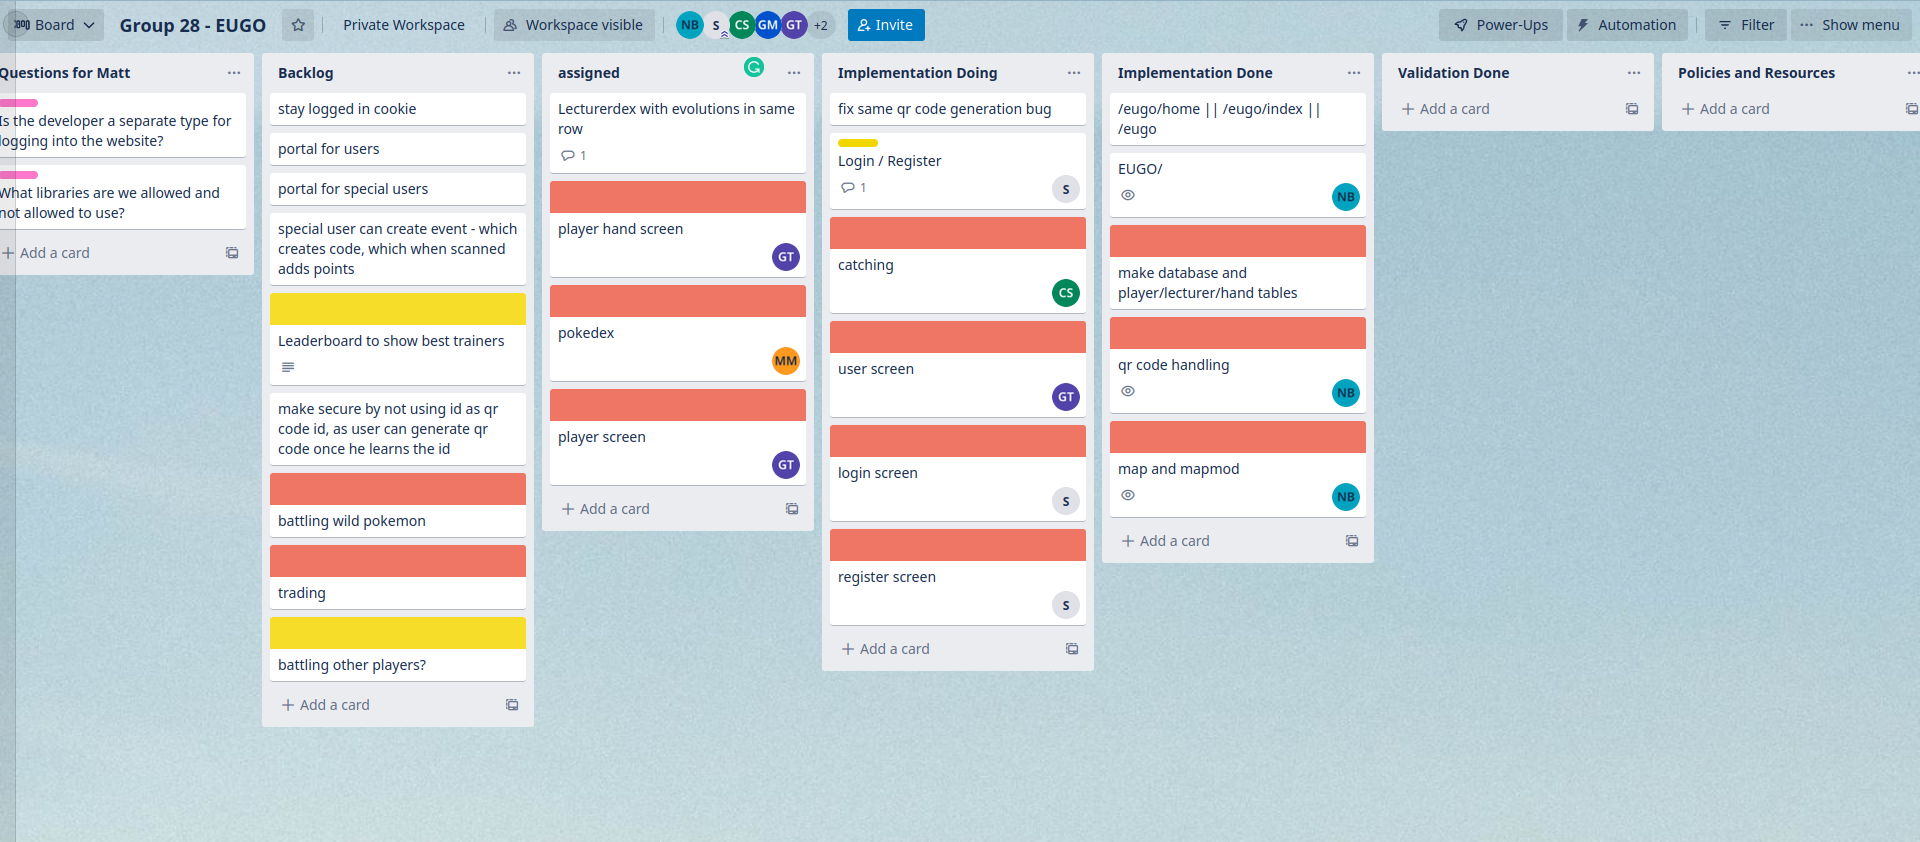 Board
Group 28 - EUGO
Private Workspace
Workspace visible
NB
S
CS
GM
GT
+2
Invite
Power-Ups
Automation
Filter
Show menu
Questions for Matt
Is the developer a separate type for
logging into the website?
What libraries are we allowed and
not allowed to use?
Add a card
Backlog
stay logged in cookie
portal for users
portal for special users
special user can create event - which
creates code, which when scanned
adds points
Leaderboard to show best trainers
make secure by not using id as qr
code id, as user can generate qr
code once he learns the id
battling wild pokemon
trading
battling other players?
Add a card
assigned
Lecturerdex with evolutions in same
row
1
player hand screen
GT
pokedex
MM
player screen
GT
Add a card
Implementation Doing
fix same qr code generation bug
Login / Register
1
S
catching
CS
user screen
GT
login screen
S
register screen
S
Add a card
Implementation Done
/eugo/home || /eugo/index ||
/eugo
EUGO/
NB
make database and
player/lecturer/hand tables
qr code handling
NB
map and mapmod
NB
Add a card
Validation Done
Add a card
Policies and Resources
Add a card